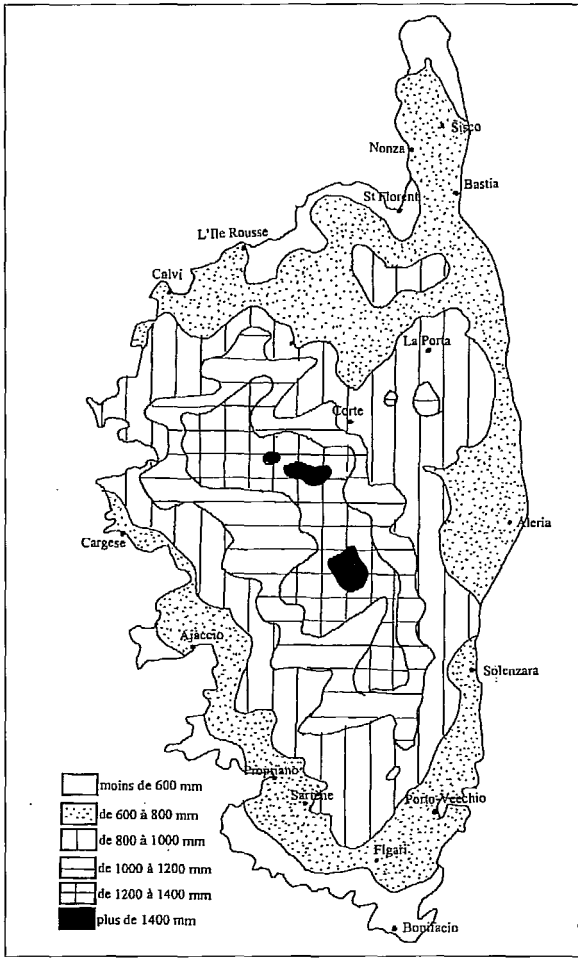 Sisco
Nonza
Bastia
St Florent
L'Ile Rousse
Calvi
La Porta
Corte
Aleria
Cargese
Ajaccio
Solenzara
Propriano
Sartène
Porto-Vecchio
Figari
Bonifacio
moins de 600 mm
de 600 à 800 mm
de 800 à 1000 mm
de 1000 à 1200 mm
de 1200 à 1400 mm
plus de 1400 mm